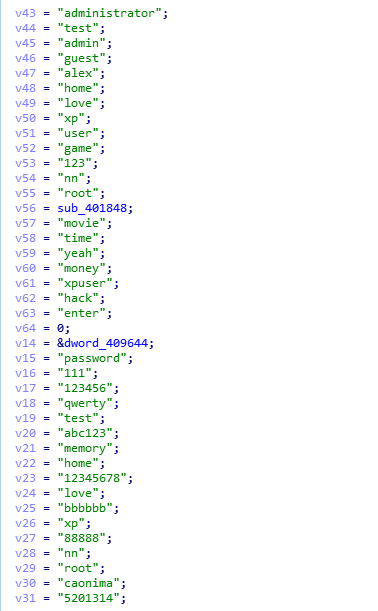 v43 = "administrator";
v44 = "test";
v45 = "admin";
v46 = "guest";
v47 = "alex";
v48 = "home";
v49 = "love";
v50 = "xp";
v51 = "user";
v52 = "game";
v53 = "123";
v54 = "nn";
v55 = "root";
v56 = sub_401848;
v57 = "movie";
v58 = "time";
v59 = "yeah";
v60 = "money";
v61 = "xpuser";
v62 = "hack";
v63 = "enter";
v64 = 0;
v14 = &dword_409644;
v15 = "password";
v16 = "111";
v17 = "123456";
v18 = "qwerty";
v19 = "test";
v20 = "abc123";
v21 = "memory";
v22 = "home";
v23 = "12345678";
v24 = "love";
v25 = "bbbbbb";
v26 = "xp";
v27 = "88888";
v28 = "nn";
v29 = "root";
v30 = "caonima";
v31 = "5201314";